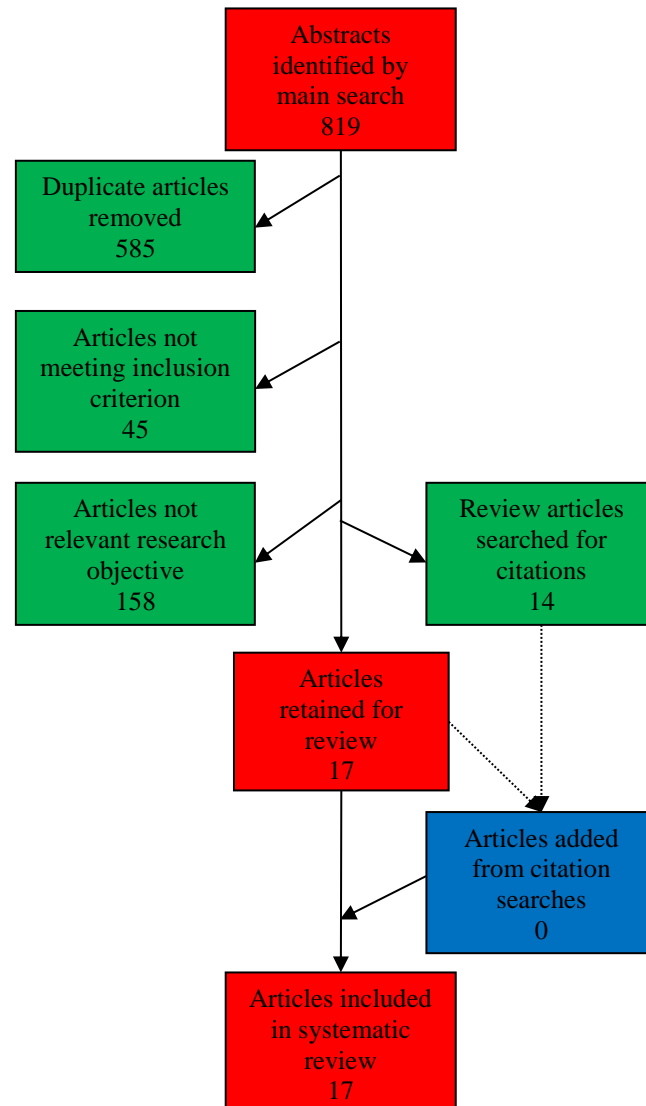 Abstracts
identified by
main search
819
Duplicate articles
removed
585
Articles not
meeting inclusion
criterion
45
Articles not
relevant research
objective
158
Review articles
searched for
citations
14
Articles
retained for
review
17
Articles added
from citation
searches
0
Articles included
in systematic
review
17